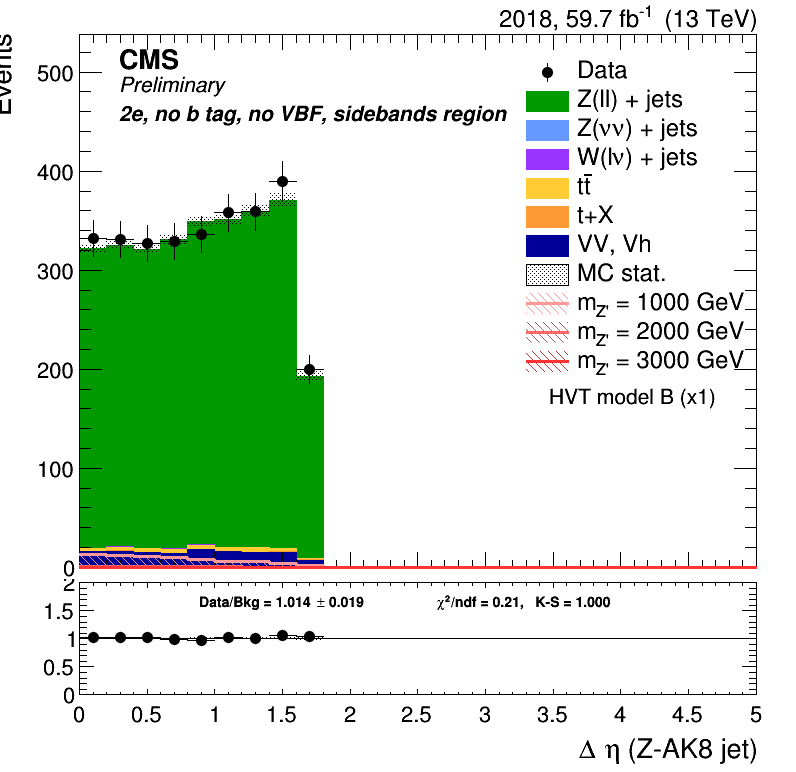 2018, 59.7 fb⁻¹ (13 TeV)
Events
CMS
Preliminary
2e, no b tag, no VBF, sidebands region
Data
Z(ll) + jets
Z(νν) + jets
W(lν) + jets
tt̄
t+X
VV, Vh
MC stat.
m_Z' = 1000 GeV
m_Z' = 2000 GeV
m_Z' = 3000 GeV
HVT model B (x1)
500
400
300
200
100
0
2
1.5
1
0.5
0
Data/Bkg = 1.014 ± 0.019
χ²/ndf = 0.21, K-S = 1.000
0 0.5 1 1.5 2 2.5 3 3.5 4 4.5 5
Δ η (Z-AK8 jet)